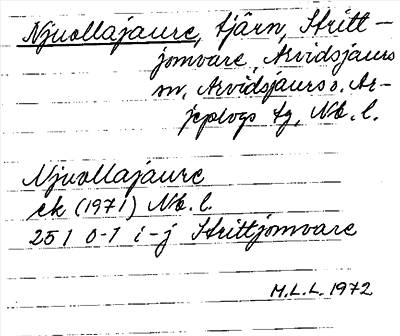 Njuollajaure, tjärn, Stritt-
jomvare, Arvidsjaurs
sn, Arvidsjaurs o. Ar-
jeplogs tg, Nb. l.
Njuollajaure
ek (1971) Nb. l.
25 I 0-1 i-j Strittjomvare
M.L.L. 1972